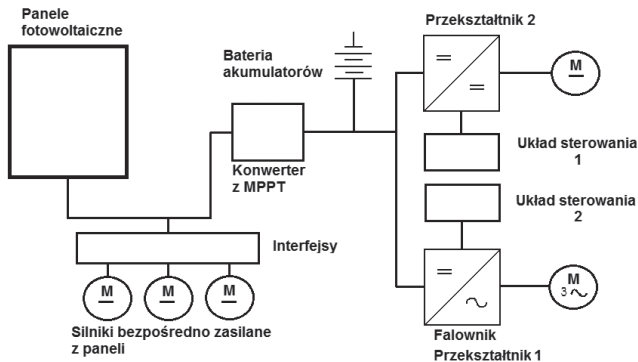 Panele
fotowoltaiczne
Bateria
akumulatorów
Przekształtnik 2
M
Układ sterowania
1
Konwerter
z MPPT
Układ sterowania
2
Interfejsy
M
M
M
M
3
Silniki bezpośredno zasilane
z paneli
Falownik
Przekształtnik 1